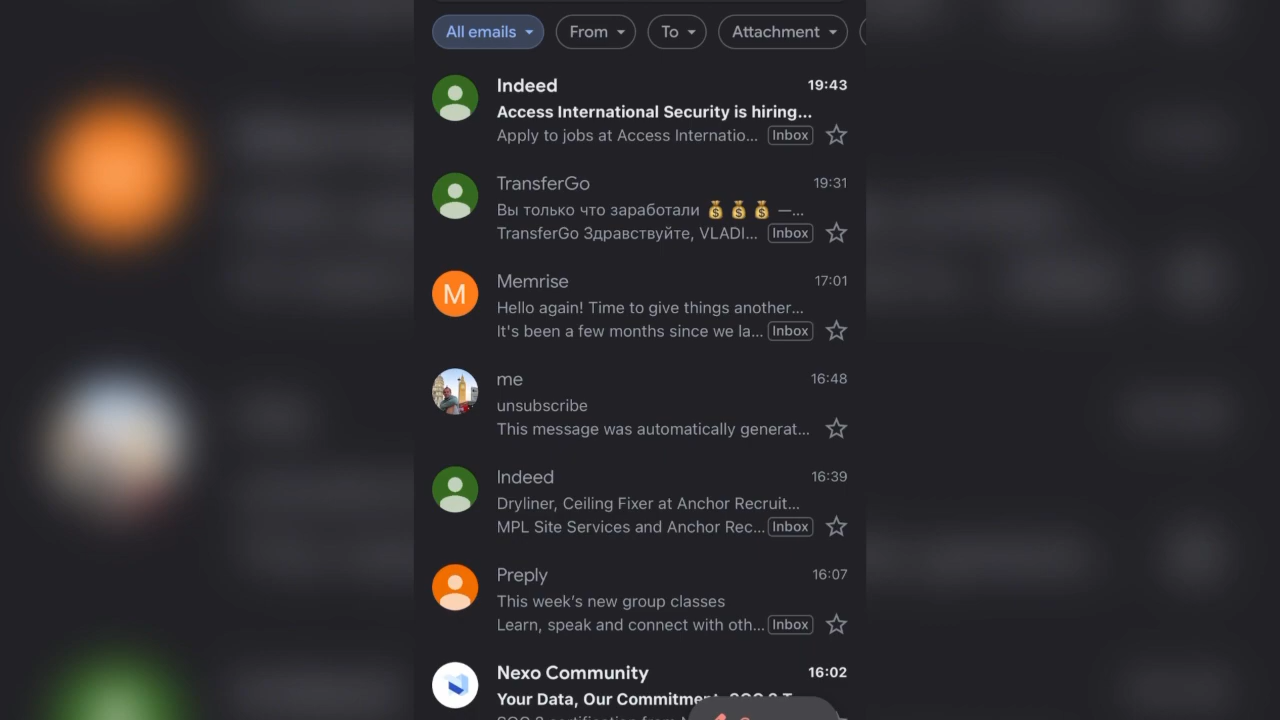 All emails From To Attachment
Indeed 19:43
Access International Security is hiring...
Apply to jobs at Access Internatio... Inbox
TransferGo 19:31
Вы только что заработали 💰 💰 💰 —...
TransferGo Здравствуйте, VLADI... Inbox
M
Memrise 17:01
Hello again! Time to give things another...
It's been a few months since we la... Inbox
me 16:48
unsubscribe
This message was automatically generat...
Indeed 16:39
Dryliner, Ceiling Fixer at Anchor Recruit...
MPL Site Services and Anchor Rec... Inbox
Preply 16:07
This week's new group classes
Learn, speak and connect with oth... Inbox
Nexo Community 16:02
Your Data, Our Commitment: SOC 2